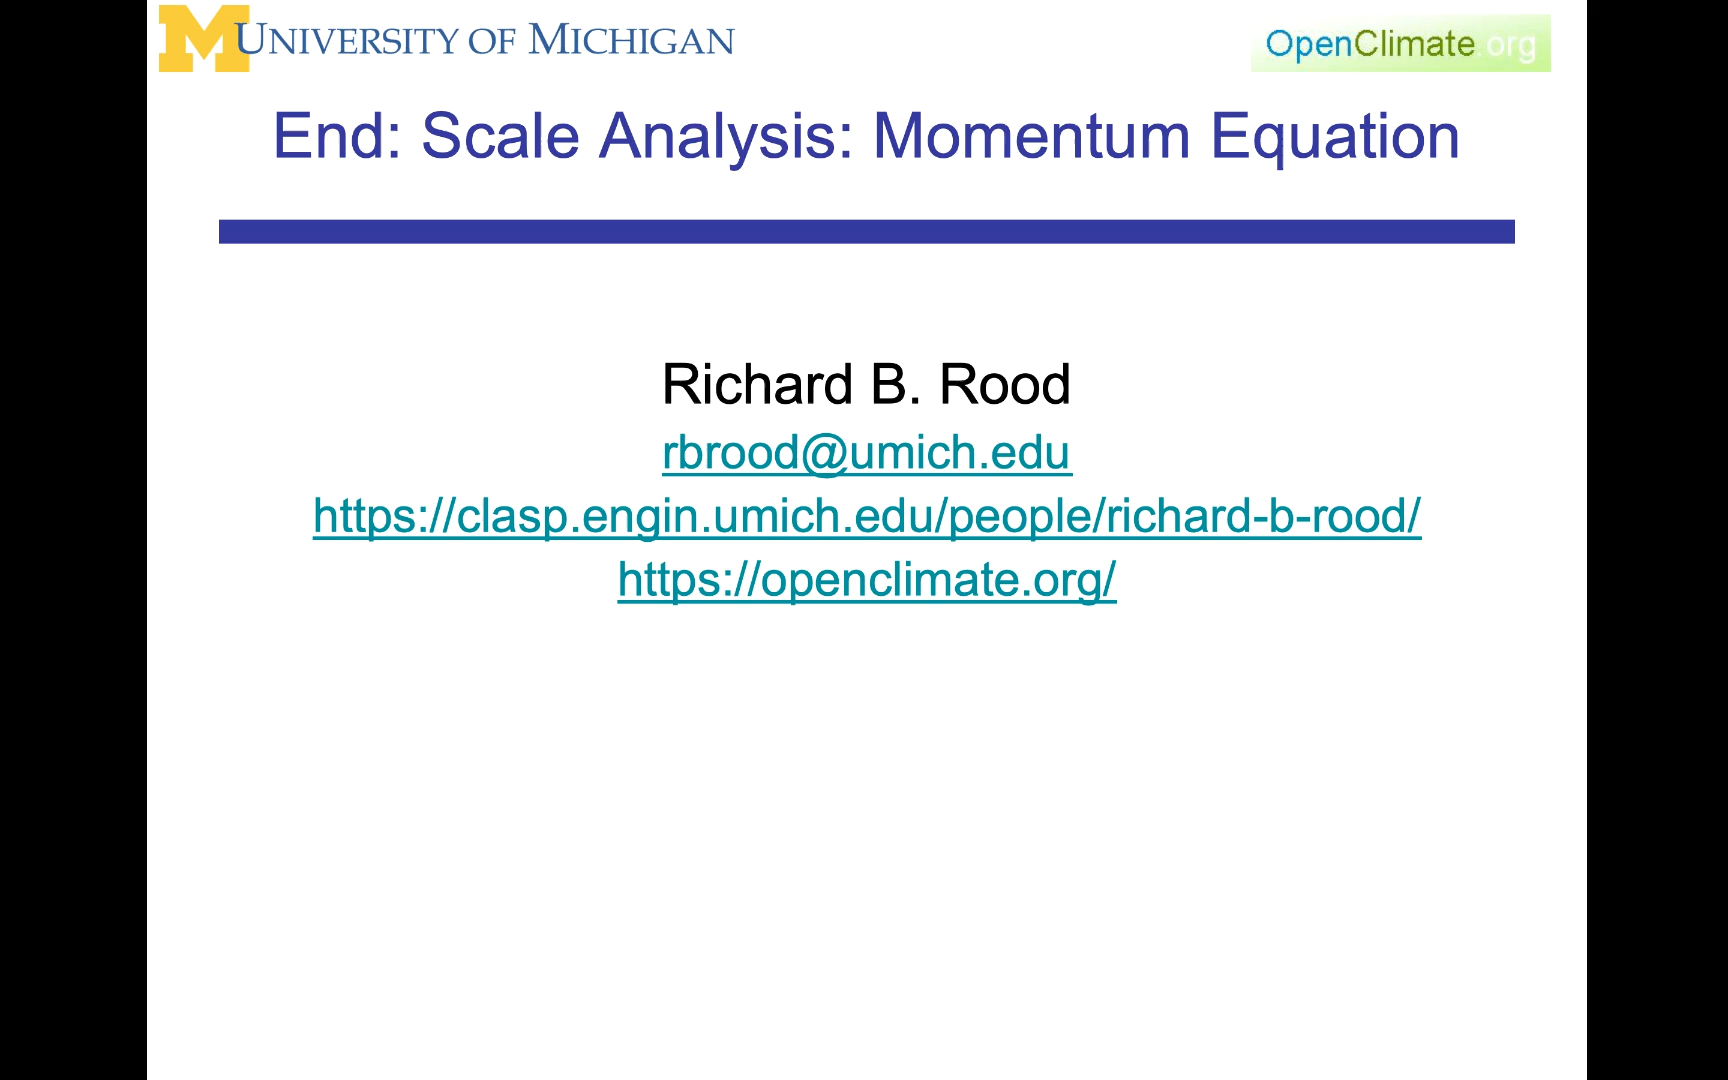 UNIVERSITY OF MICHIGAN
OpenClimate.org
End: Scale Analysis: Momentum Equation
Richard B. Rood
rbrood@umich.edu
https://clasp.engin.umich.edu/people/richard-b-rood/
https://openclimate.org/